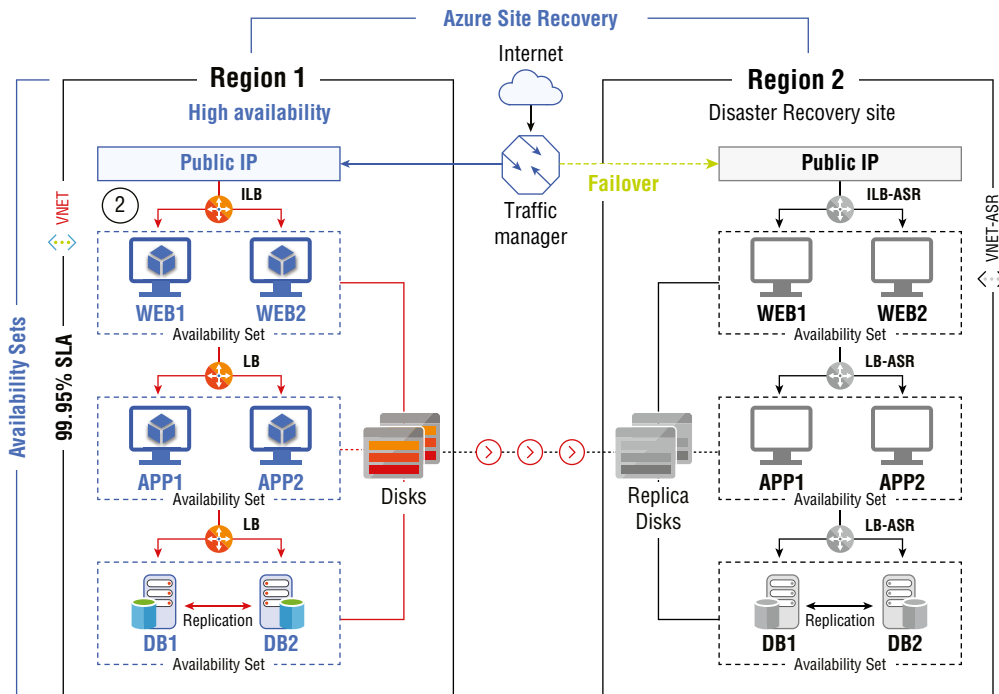 Azure Site Recovery
Internet
Region 1
High availability
Region 2
Disaster Recovery site
Public IP
Failover
Public IP
Traffic
manager
2
VNET
ILB
WEB1
WEB2
Availability Set
LB
APP1
APP2
Availability Set
LB
DB1
Replication
DB2
Availability Set
Availability Sets
99.95% SLA
Disks
Replica
Disks
ILB-ASR
VNET-ASR
WEB1
WEB2
Availability Set
LB-ASR
APP1
APP2
Availability Set
LB-ASR
DB1
Replication
DB2
Availability Set